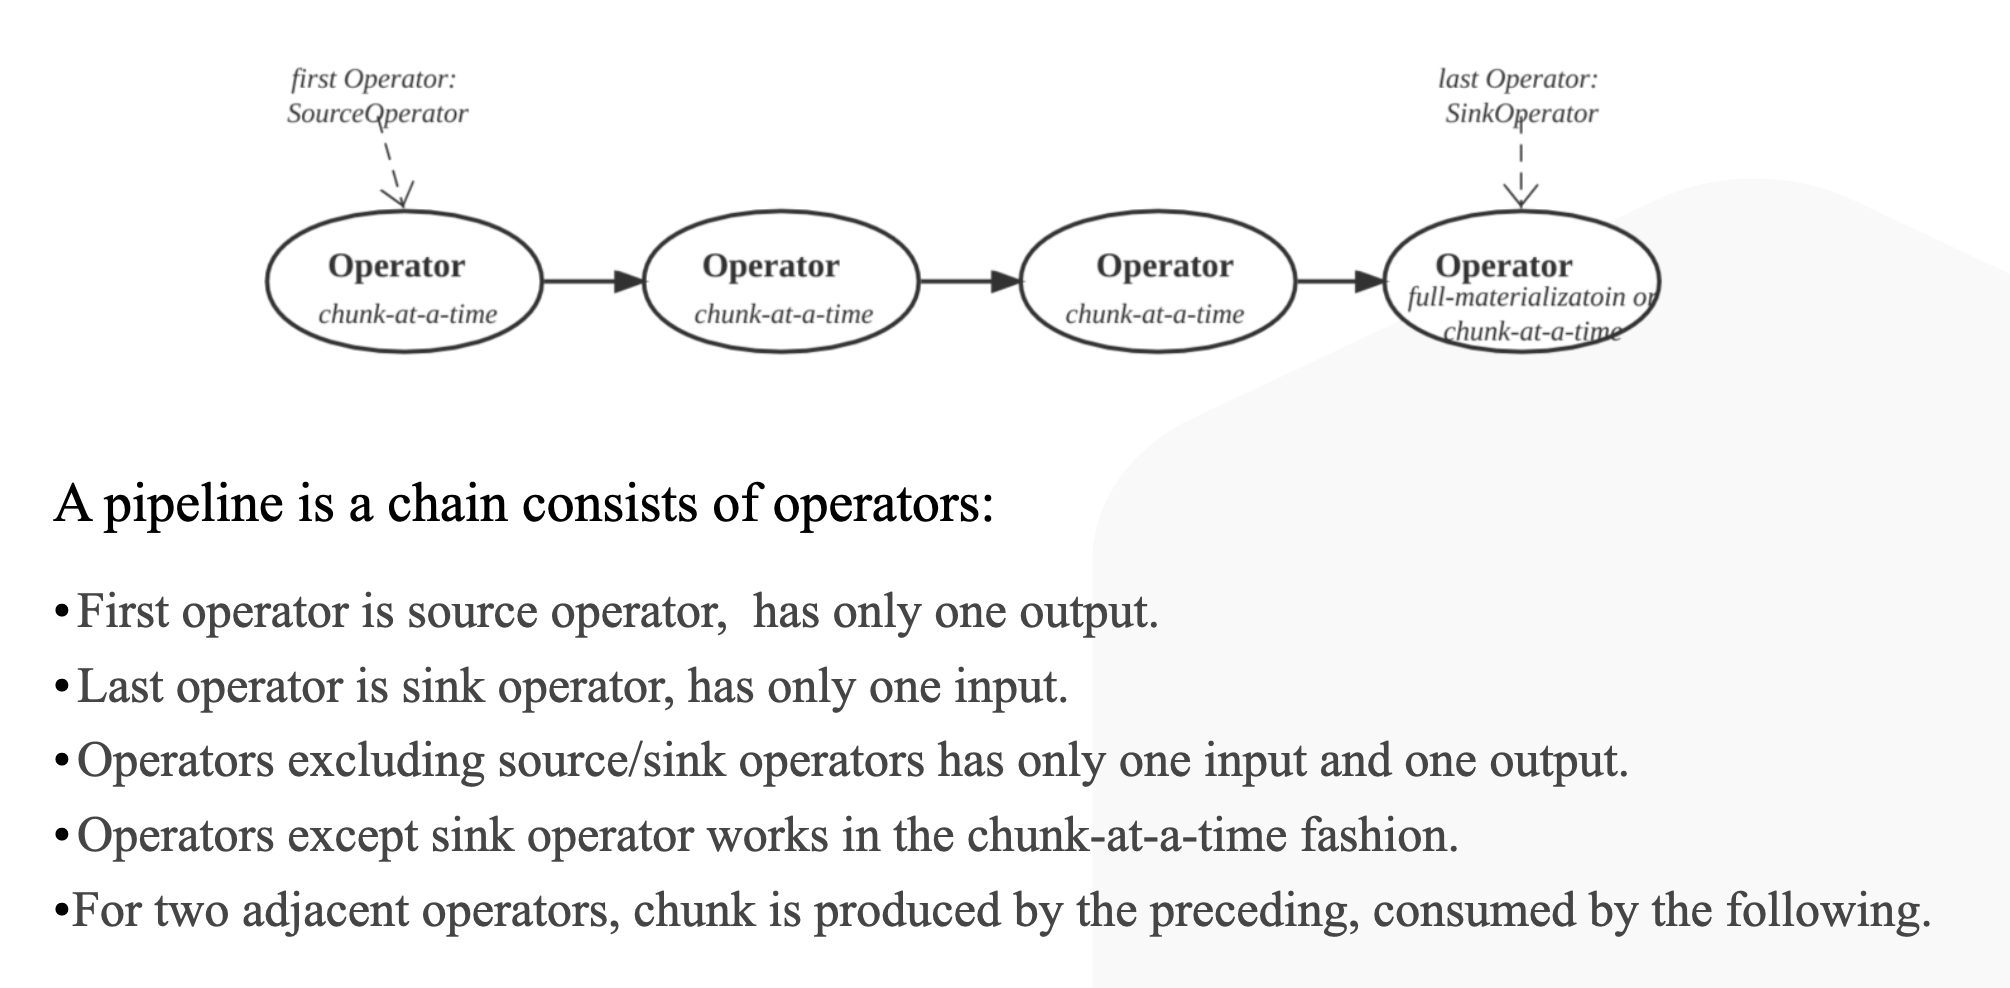 first Operator:
SourceOperator
last Operator:
SinkOperator
Operator
chunk-at-a-time
Operator
chunk-at-a-time
Operator
chunk-at-a-time
Operator
full-materializatoin or
chunk-at-a-time
A pipeline is a chain consists of operators:
•First operator is source operator,  has only one output.
•Last operator is sink operator, has only one input.
•Operators excluding source/sink operators has only one input and one output.
•Operators except sink operator works in the chunk-at-a-time fashion.
•For two adjacent operators, chunk is produced by the preceding, consumed by the following.